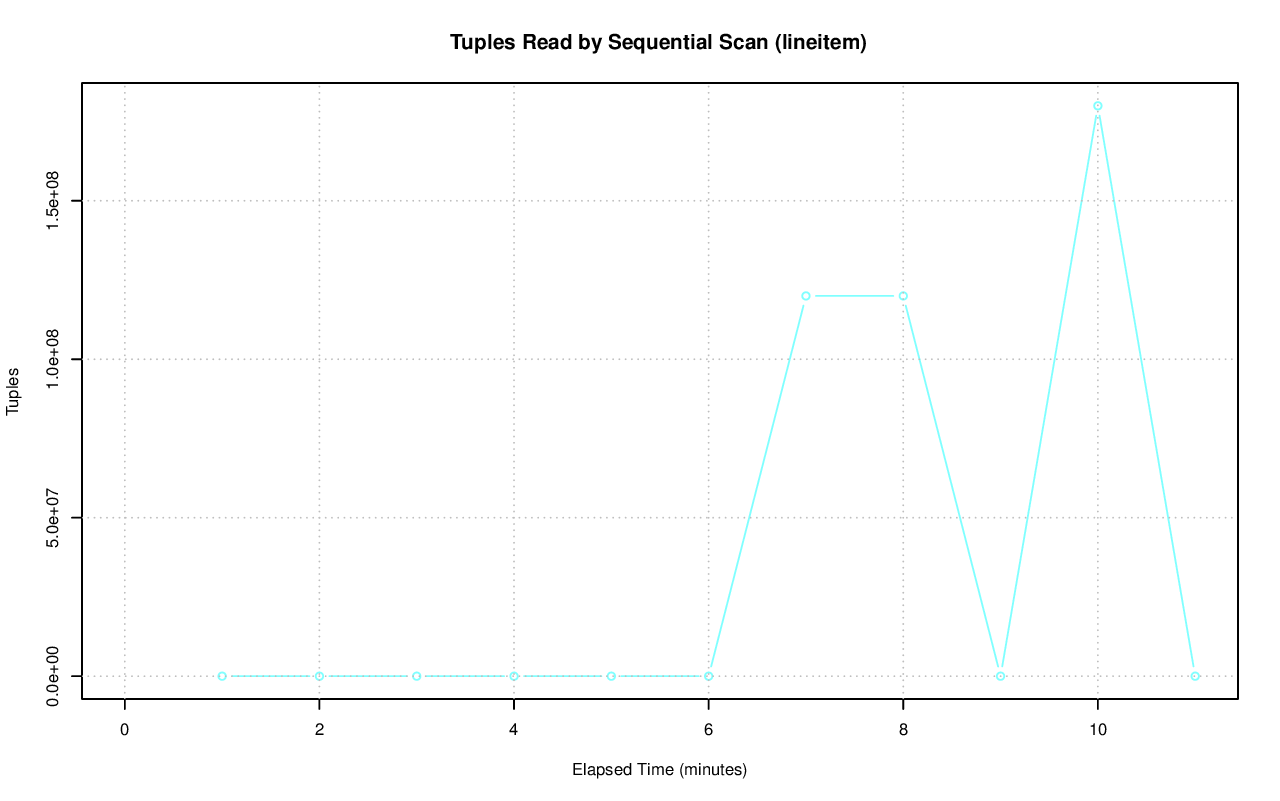 Tuples Read by Sequential Scan (lineitem)
Tuples
1.5e+08
1.0e+08
5.0e+07
0.0e+00
0 2 4 6 8 10
Elapsed Time (minutes)